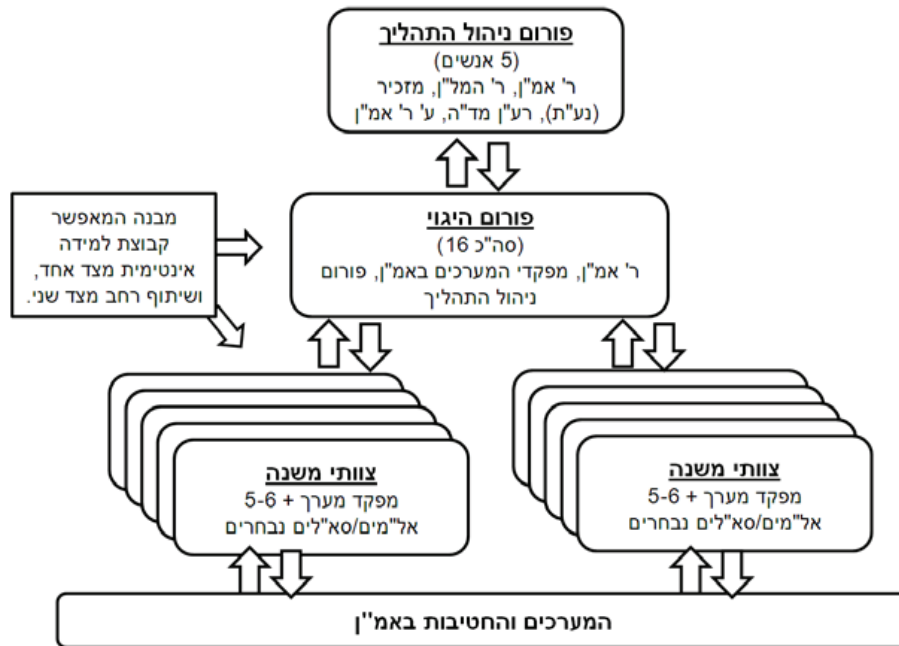 פורום ניהול התהליך
(5 אנשים)
ר' אמ"ן, ר' המל"ן, מזכיר
(נע"ת), רע"ן מד"ה, ע' ר' אמ"ן
פורום היגוי
(סה"כ 16)
ר' אמ"ן, מפקדי המערכים באמ"ן, פורום
ניהול התהליך
מבנה המאפשר
קבוצת למידה
אינטימית מצד אחד,
ושיתוף רחב מצד שני.
צוותי משנה
מפקד מערך + 5-6
אל"מים/סא"לים נבחרים
צוותי משנה
מפקד מערך + 5-6
אל"מים/סא"לים נבחרים
המערכים והחטיבות באמ"ן